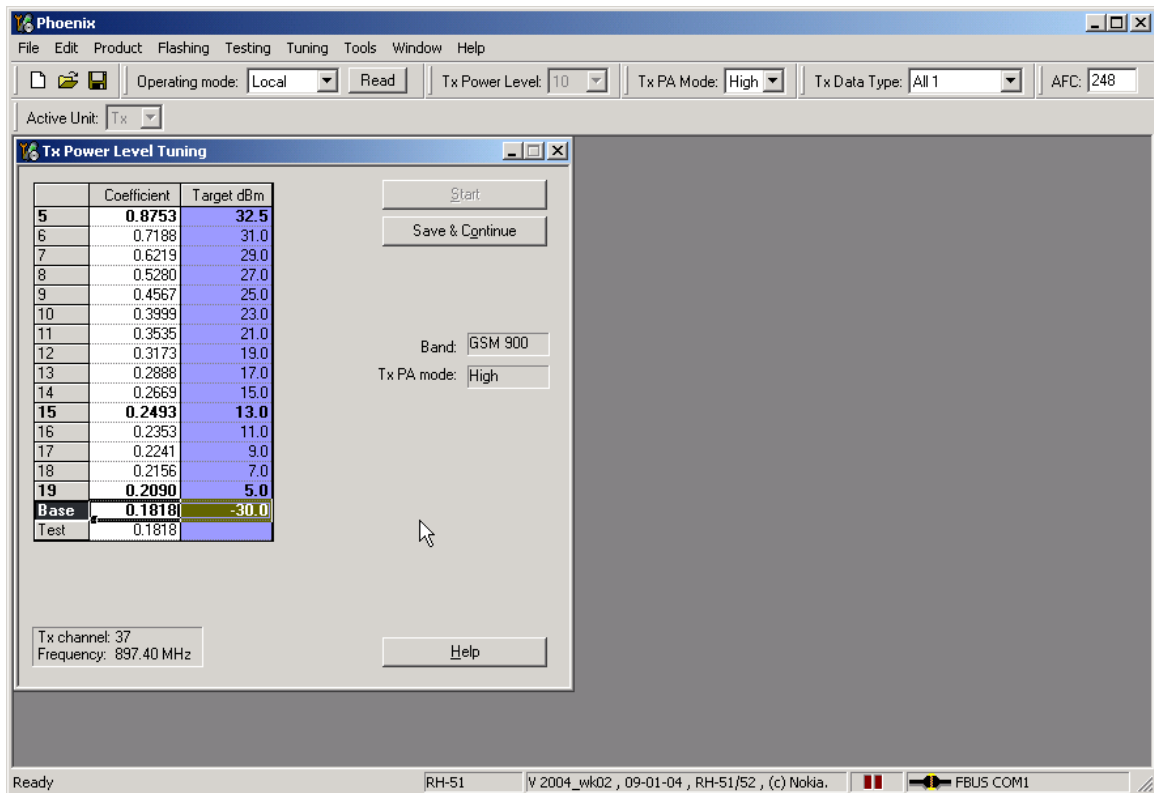 Phoenix
File Edit Product Flashing Testing Tuning Tools Window Help
Operating mode: Local Read Tx Power Level: 10 Tx PA Mode: High Tx Data Type: All 1 AFC: 248
Active Unit: Tx
Tx Power Level Tuning
Coefficient Target dBm
5 0.8753 32.5
6 0.7188 31.0
7 0.6219 29.0
8 0.5280 27.0
9 0.4567 25.0
10 0.3999 23.0
11 0.3535 21.0
12 0.3173 19.0
13 0.2888 17.0
14 0.2669 15.0
15 0.2493 13.0
16 0.2353 11.0
17 0.2241 9.0
18 0.2156 7.0
19 0.2090 5.0
Base 0.1818 -30.0
Test 0.1818
Start
Save & Continue
Band: GSM 900
Tx PA mode: High
Tx channel: 37
Frequency: 897.40 MHz
Help
Ready RH-51 V 2004_wk02 , 09-01-04 , RH-51/52 , (c) Nokia. FBUS COM1